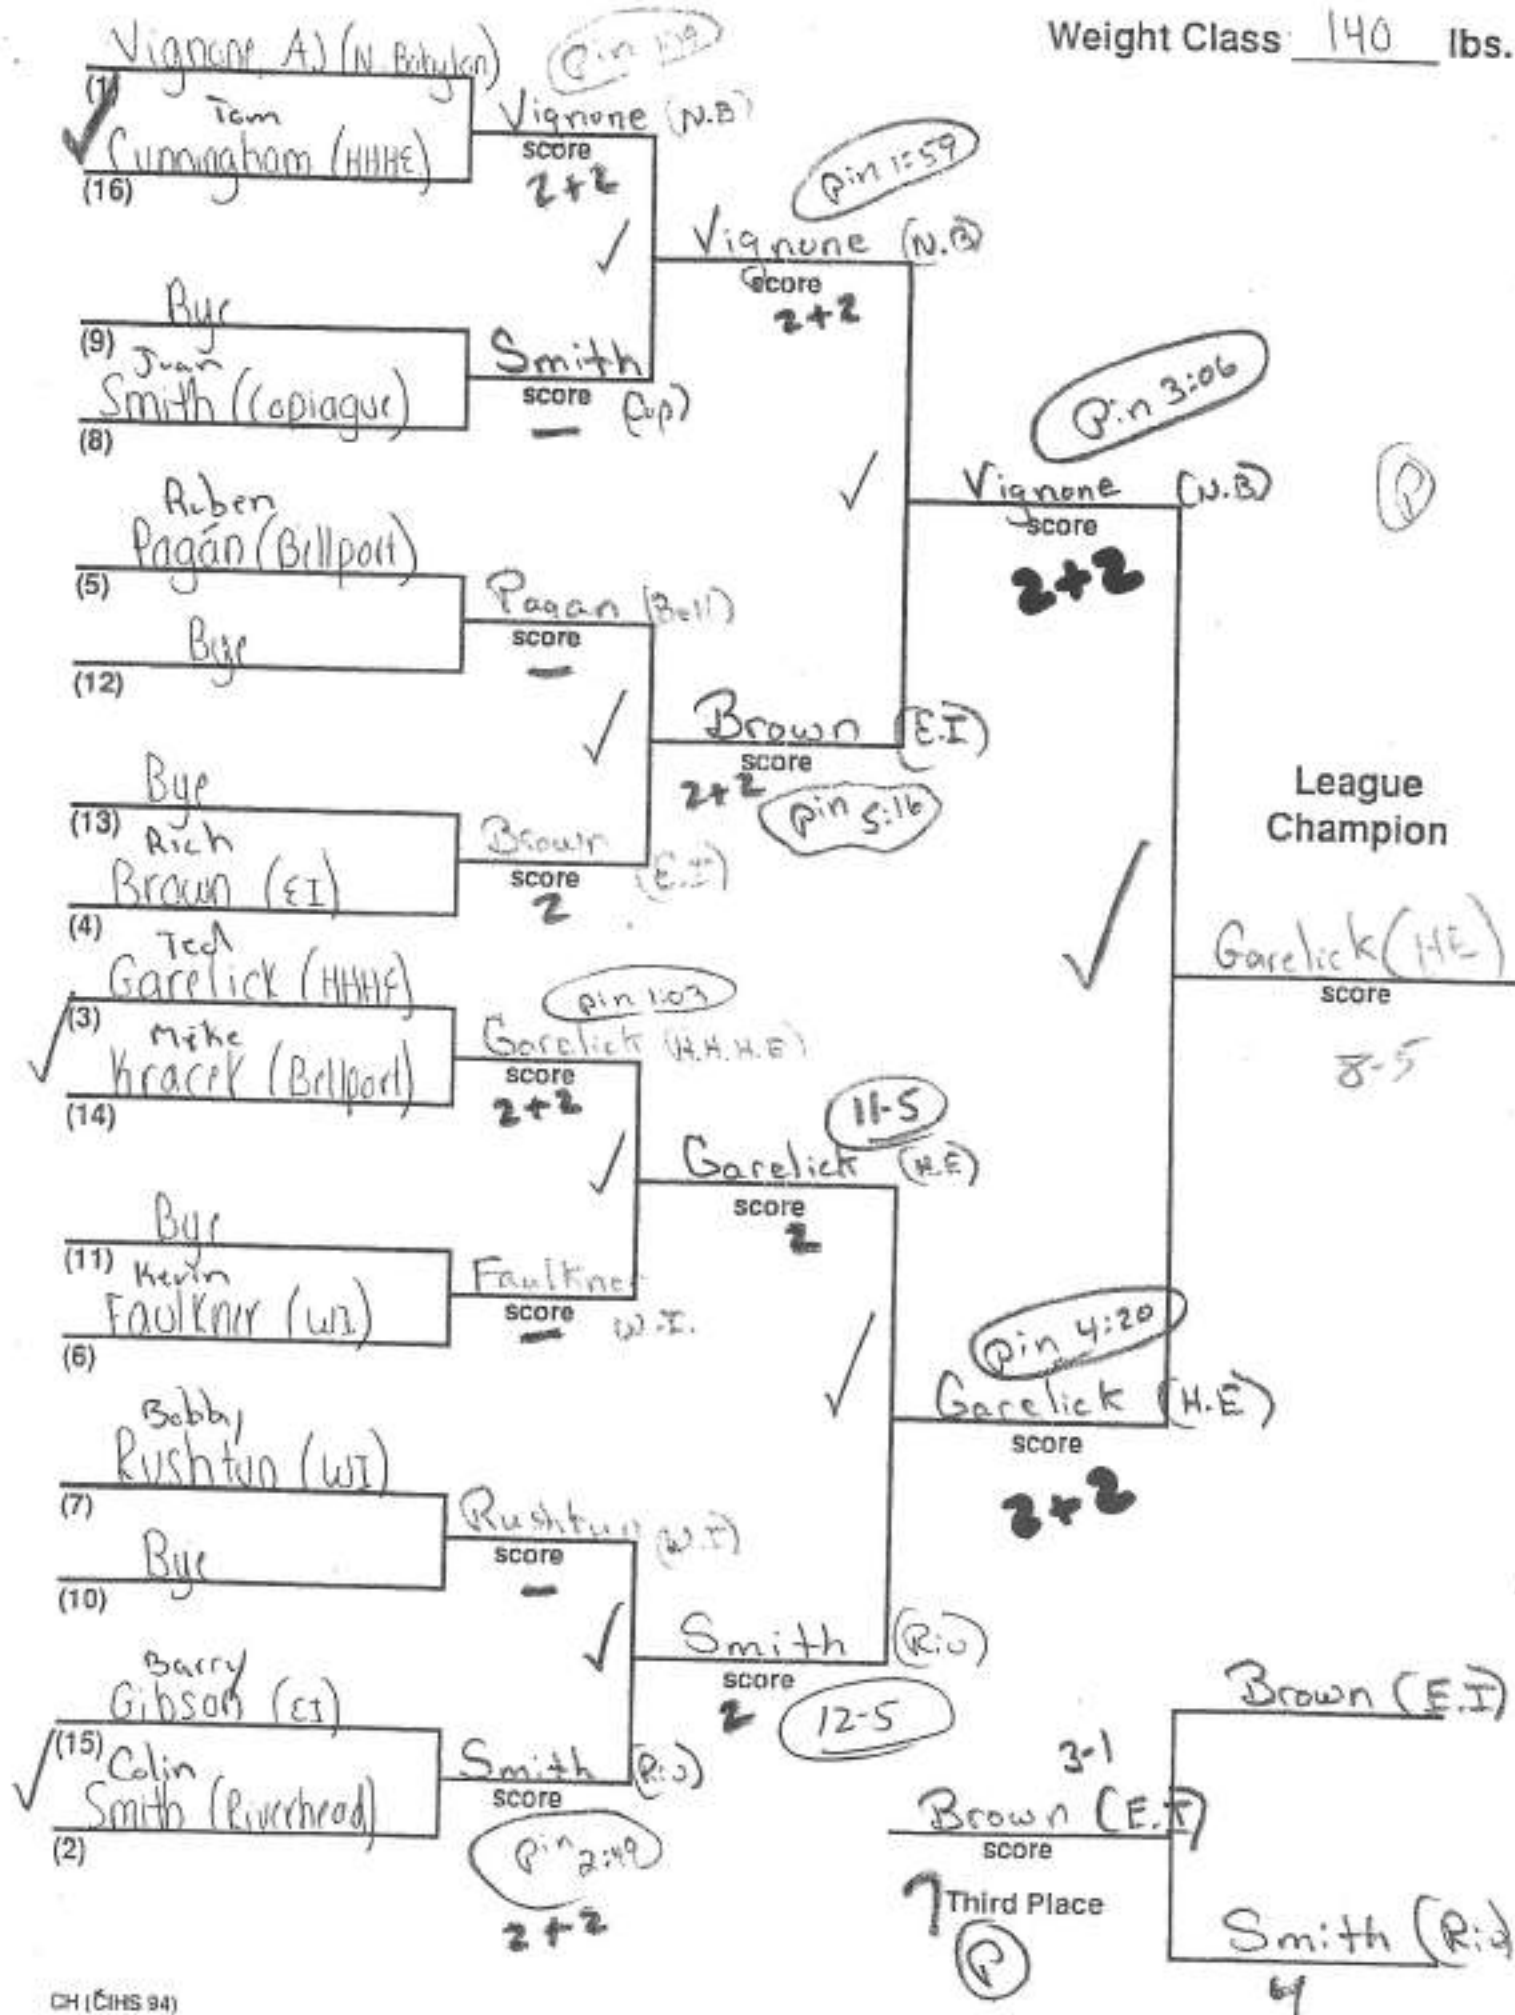 Weight Class 140 lbs.
Vignone, AJ (N. Babylon)
(1)
Tom
Cunningham (HHHE)
(16)
Bye
(9)
Juan
Smith (Copiague)
(8)
Ruben
Pagán (Bellport)
(5)
Bye
(12)
Bye
(13)
Rich
Brown (EI)
(4)
Ted
Garelick (HHHE)
(3)
Mike
Kracek (Bellport)
(14)
Bye
(11)
Kevin
Faulkner (WI)
(6)
Bobby
Rushtun (WI)
(7)
Bye
(10)
Barry
Gibson (EI)
(15)
Colin
Smith (Riverhead)
(2)
pin
Vignone (N.B)
score
2+2
Smith
score
(Cop)
—
Pagan (Bell)
score
—
Brown
(E.I)
score
2
pin 1:03
Garelick (H.H.H.E)
score
2+2
Faulkner
score
W.I.
—
Rushtun (W.I)
score
—
Smith (Riv)
score
pin 2:49
2+2
pin 1:59
Vignone (N.B)
score
2+2
Brown (E.I)
score
2+2
pin 5:16
11-5
Garelick (H.E)
score
2
Smith (Riv)
score
2
12-5
Pin 3:06
Vignone (N.B)
score
2+2
P
pin 4:20
Garelick (H.E)
score
2+2
League
Champion
Garelick (HE)
score
8-5
Brown (E.I)
3-1
Brown (E.I)
score
7 Third Place
P
Smith (Riv)
4
CH (CIHS 94)